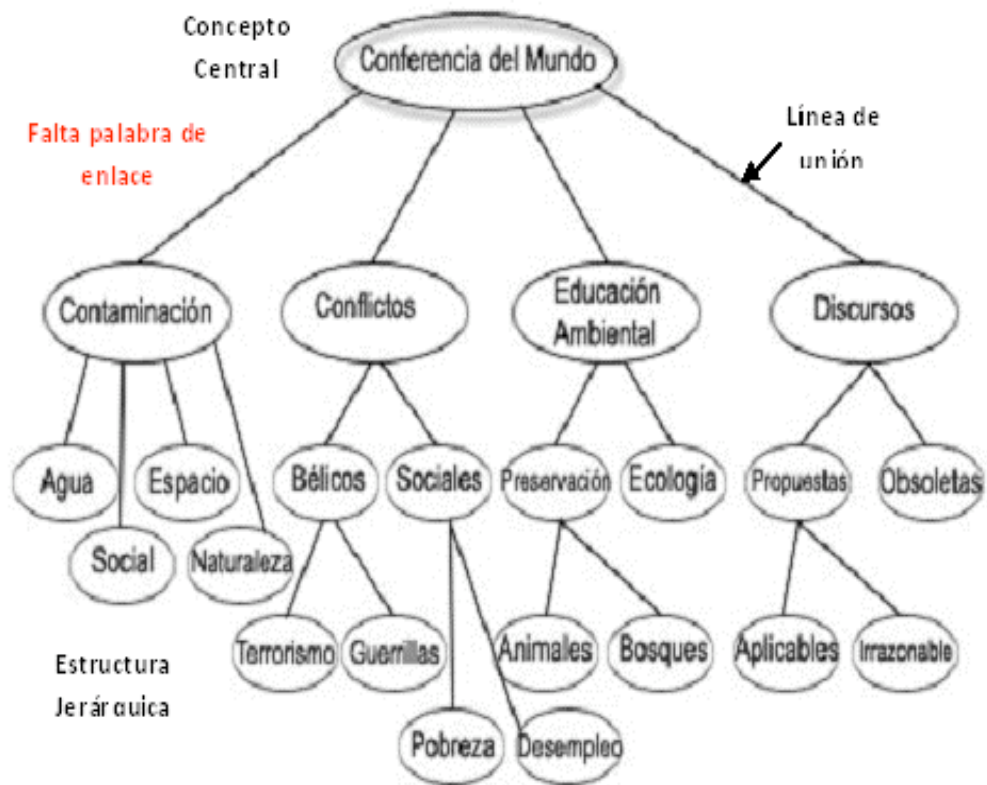 Concepto
Central
Conferencia del Mundo
Falta palabra de
enlace
Línea de
unión
Contaminación
Conflictos
Educación
Ambiental
Discursos
Agua
Espacio
Bélicos
Sociales
Preservación
Ecología
Propuestas
Obsoletas
Social
Naturaleza
Terrorismo
Guerrillas
Animales
Bosques
Aplicables
Irrazonable
Estructura
Jerárquica
Pobreza
Desempleo